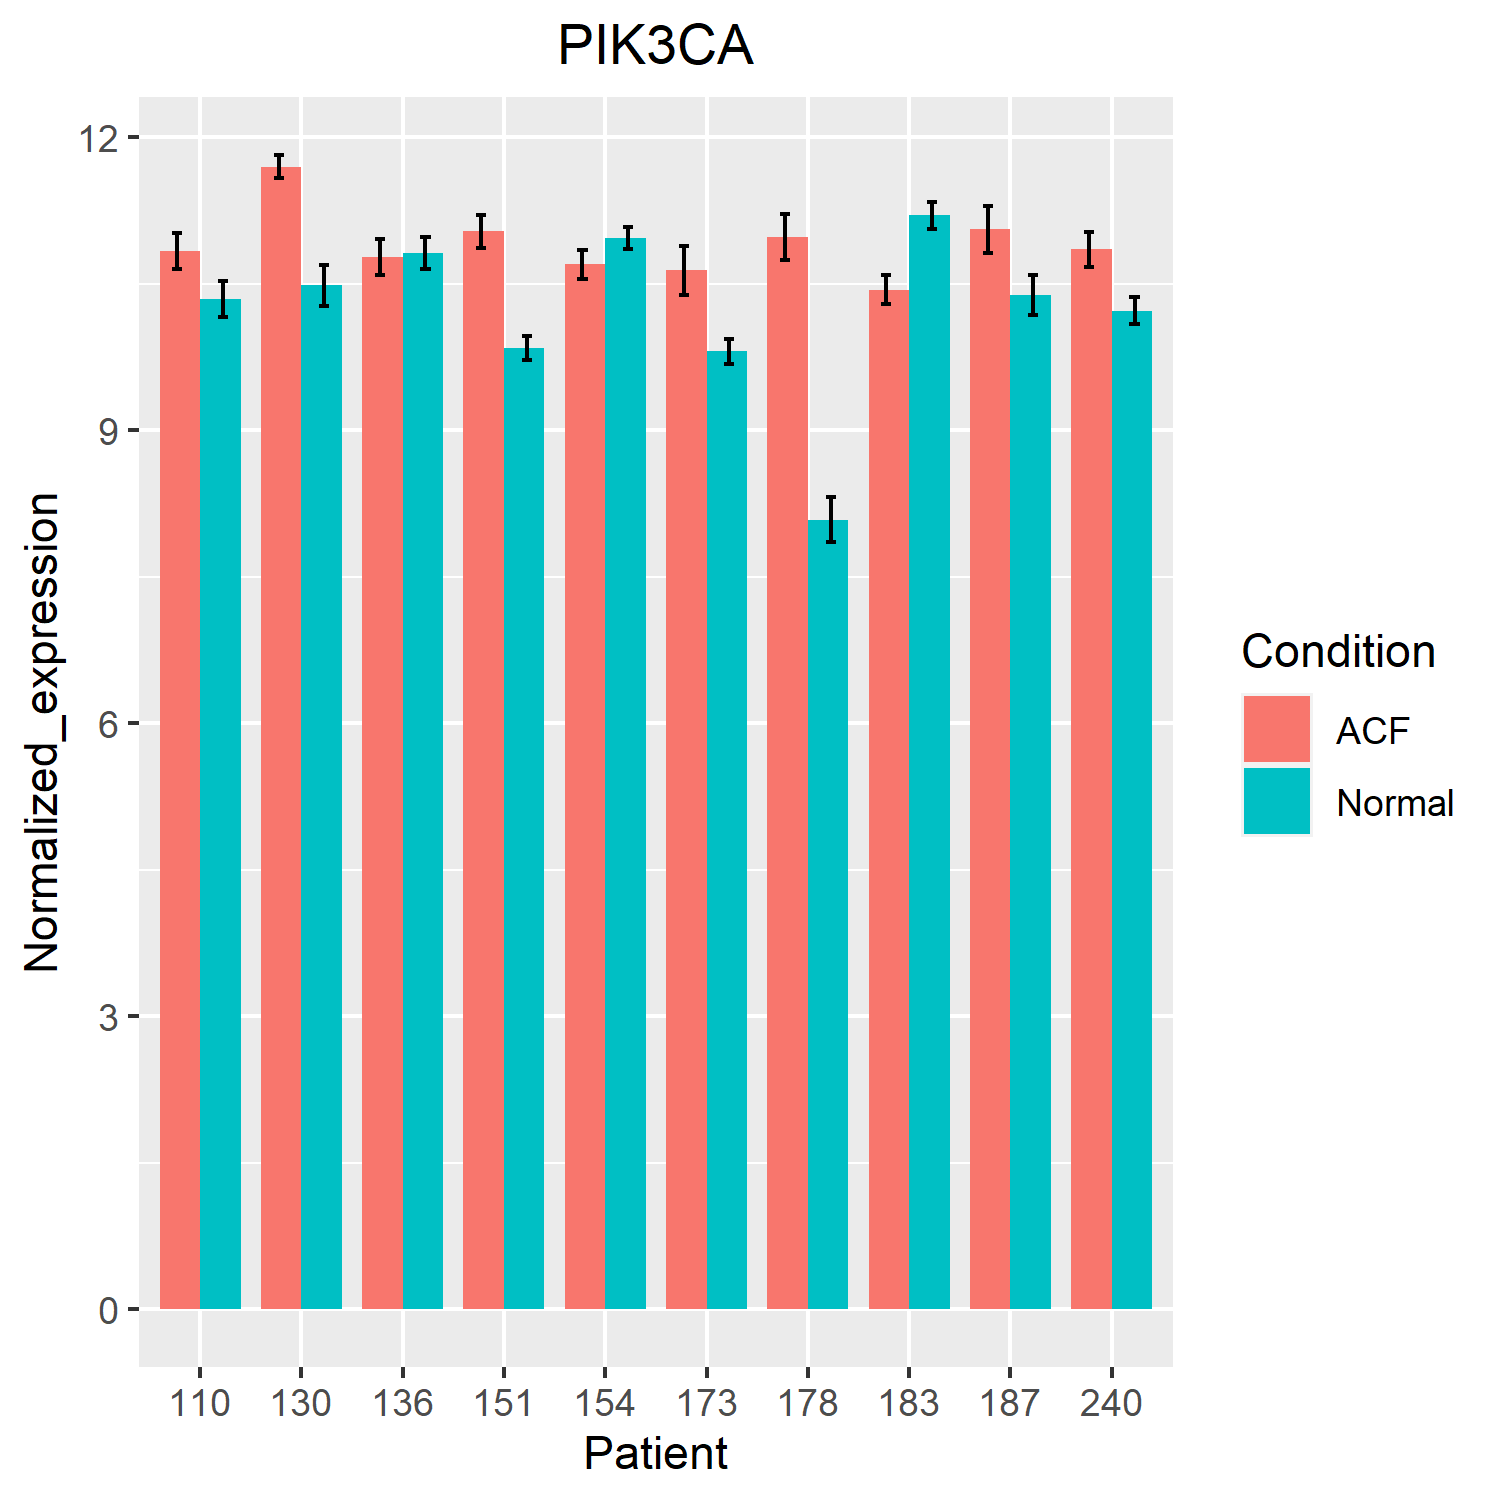 PIK3CA
12
9
6
3
0
Normalized_expression
110 130 136 151 154 173 178 183 187 240
Patient
Condition
ACF
Normal